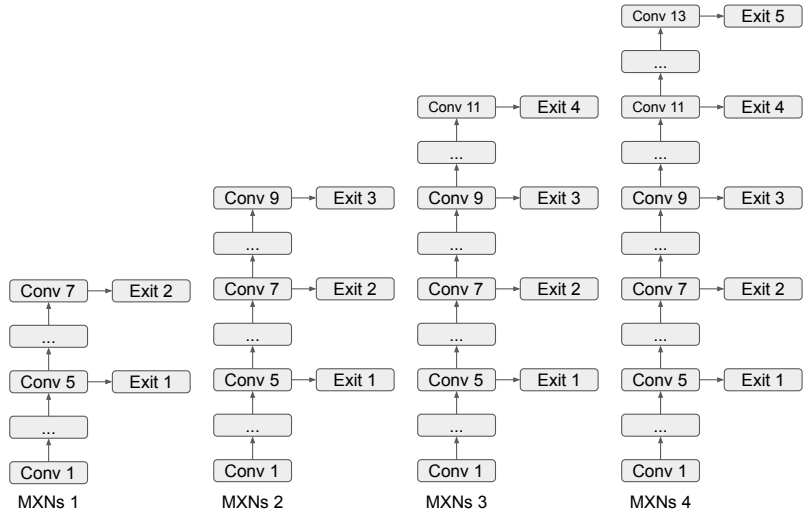 Conv 13 Exit 5
...
Conv 11 Exit 4 Conv 11 Exit 4
... ...
Conv 9 Exit 3 Conv 9 Exit 3 Conv 9 Exit 3
... ... ...
Conv 7 Exit 2 Conv 7 Exit 2 Conv 7 Exit 2 Conv 7 Exit 2
... ... ... ...
Conv 5 Exit 1 Conv 5 Exit 1 Conv 5 Exit 1 Conv 5 Exit 1
... ... ... ...
Conv 1 Conv 1 Conv 1 Conv 1
MXNs 1 MXNs 2 MXNs 3 MXNs 4